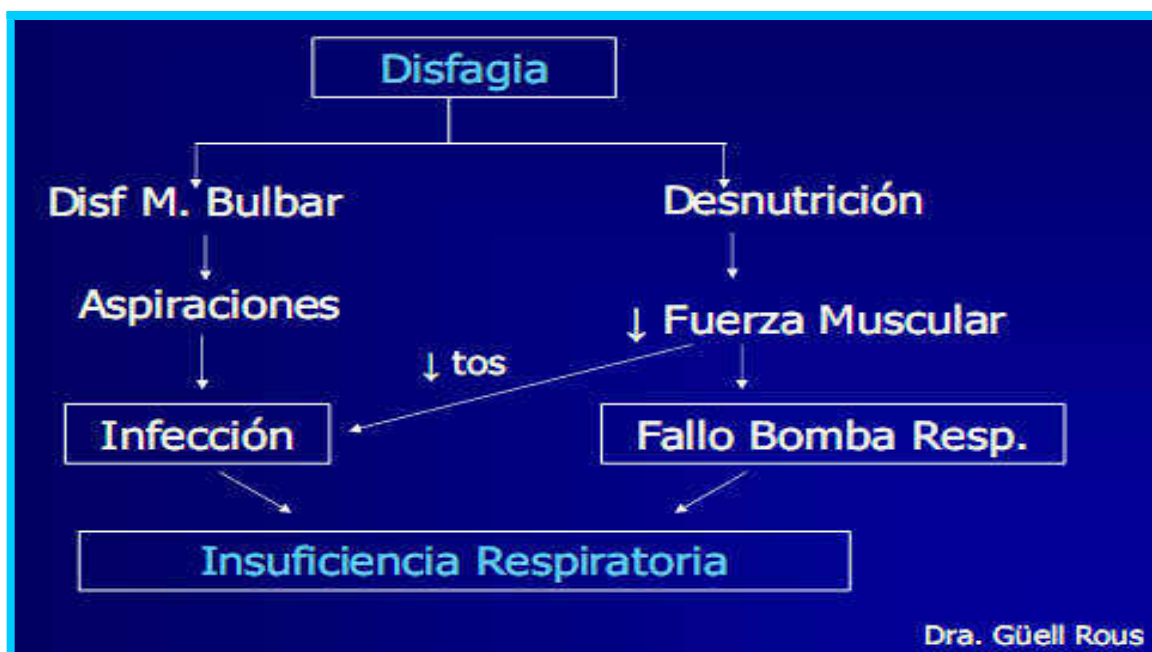 Disfagia
Disf M. Bulbar
Desnutrición
Aspiraciones
↓ Fuerza Muscular
↓ tos
Infección
Fallo Bomba Resp.
Insuficiencia Respiratoria
Dra. Güell Rous